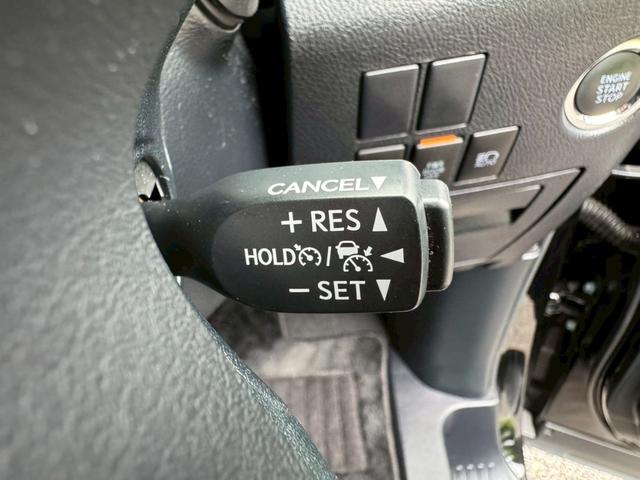 ENGINE
START
STOP
CANCEL▼
+ RES ▲
HOLD / ◀
− SET ▼